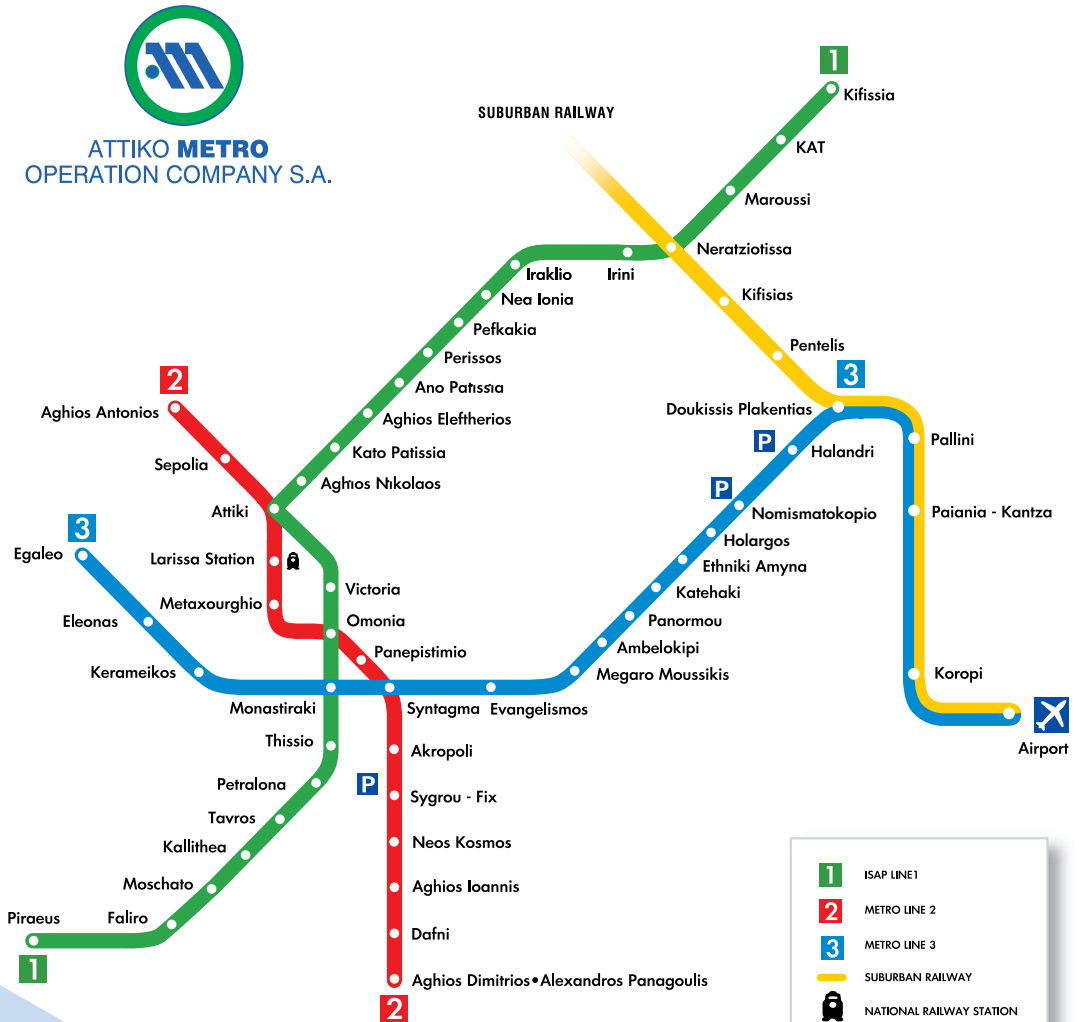 ATTIKO METRO
OPERATION COMPANY S.A.
SUBURBAN RAILWAY
1
Kifissia
KAT
Maroussi
Neratziotissa
Iraklio
Irini
Nea Ionia
Kifisias
Pefkakia
Pentelis
Perissos
2
3
Ano Patissia
Aghios Antonios
Doukissis Plakentias
Aghios Eleftherios
Pallini
P
Halandri
Kato Patissia
Sepolia
Aghios Nikolaos
P
Attiki
Nomismatokopio
Paiania - Kantza
3
Holargos
Egaleo
Larissa Station
Ethniki Amyna
Victoria
Katehaki
Metaxourghio
Eleonas
Omonia
Panormou
Panepistimio
Ambelokipi
Kerameikos
Megaro Moussikis
Koropi
Monastiraki
Syntagma
Evangelismos
Thissio
Akropoli
Airport
Petralona
P
Sygrou - Fix
Tavros
Neos Kosmos
Kallithea
Moschato
Aghios Ioannis
Piraeus
Faliro
Dafni
1
Aghios Dimitrios•Alexandros Panagoulis
2
1 ISAP LINE1
2 METRO LINE 2
3 METRO LINE 3
SUBURBAN RAILWAY
NATIONAL RAILWAY STATION